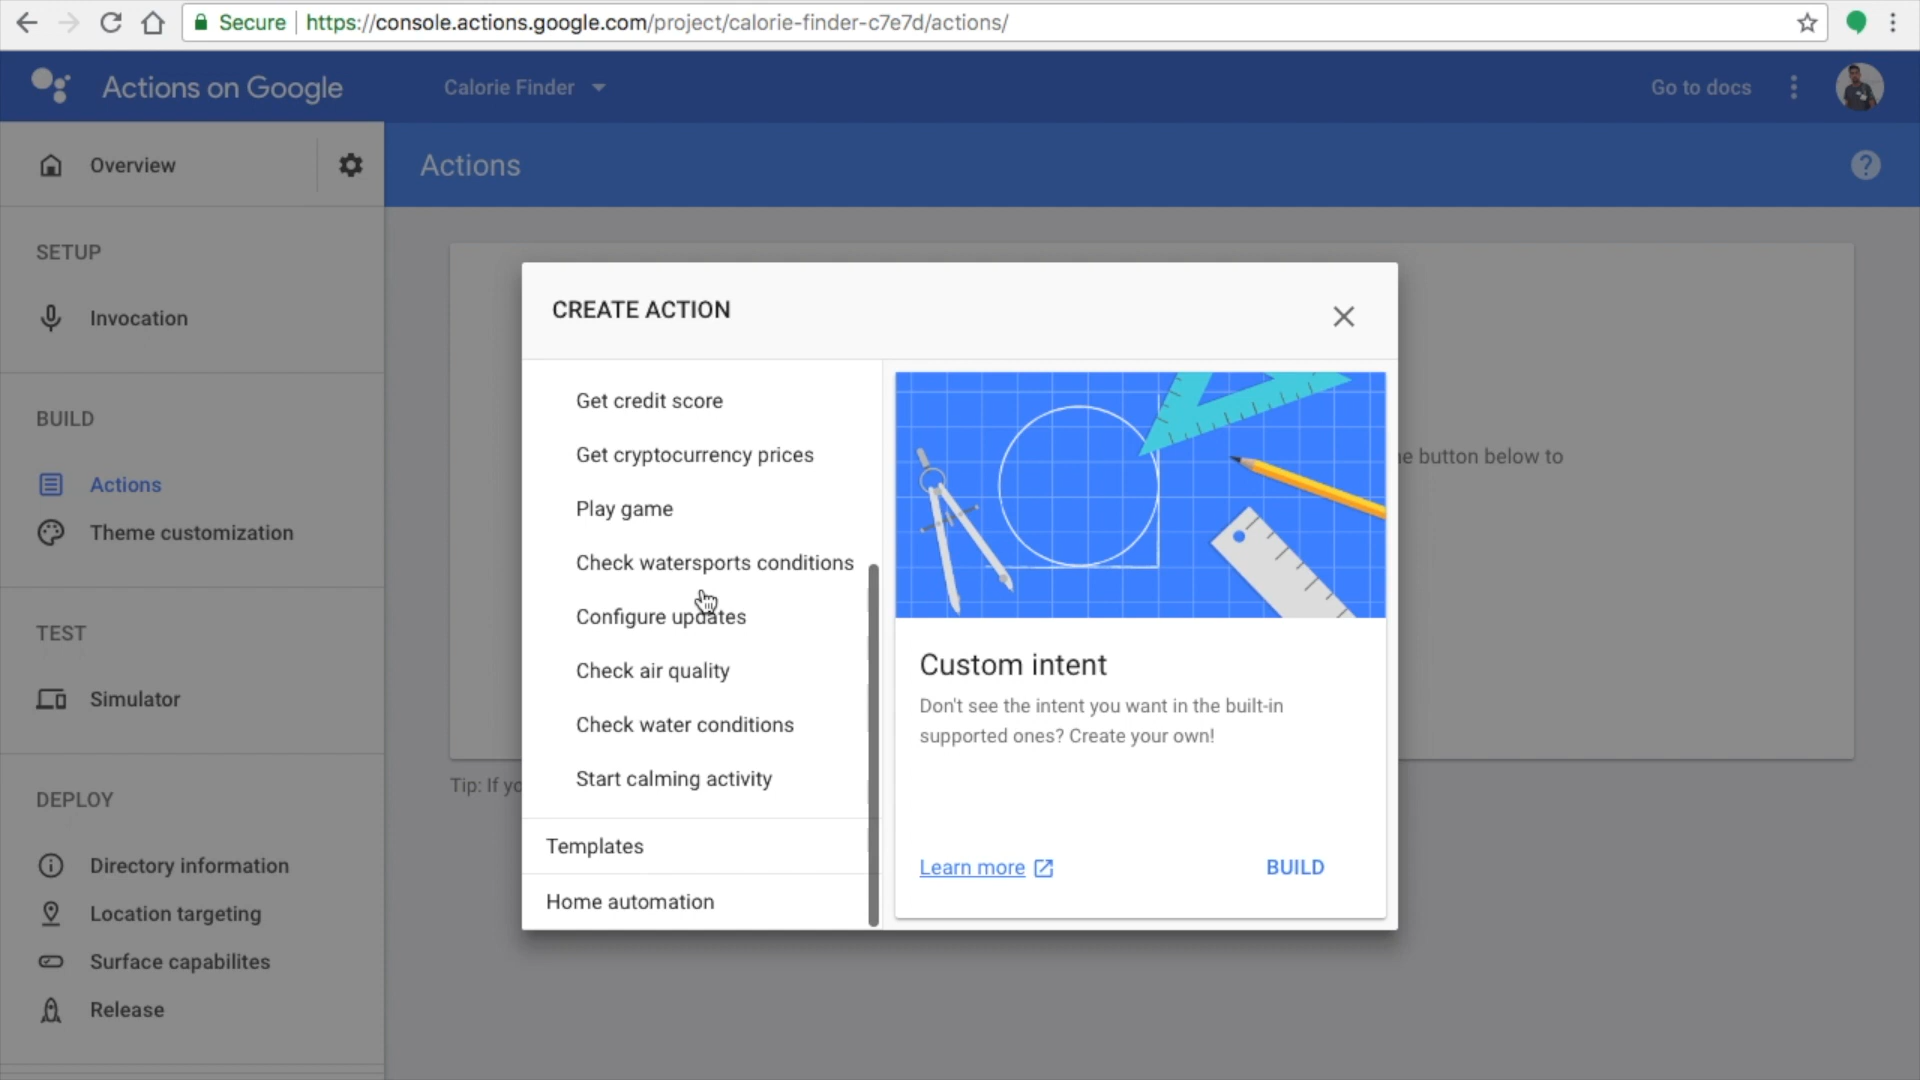 Secure
https://console.actions.google.com/project/calorie-finder-c7e7d/actions/
Actions on Google
Calorie Finder
Go to docs
Overview
Actions
?
SETUP
Invocation
BUILD
Actions
Theme customization
TEST
Simulator
DEPLOY
Directory information
Location targeting
Surface capabilites
Release
e button below to
Tip: If yo
CREATE ACTION
Get credit score
Get cryptocurrency prices
Play game
Check watersports conditions
Configure updates
Check air quality
Check water conditions
Start calming activity
Templates
Home automation
Custom intent
Don't see the intent you want in the built-in
supported ones? Create your own!
Learn more
BUILD